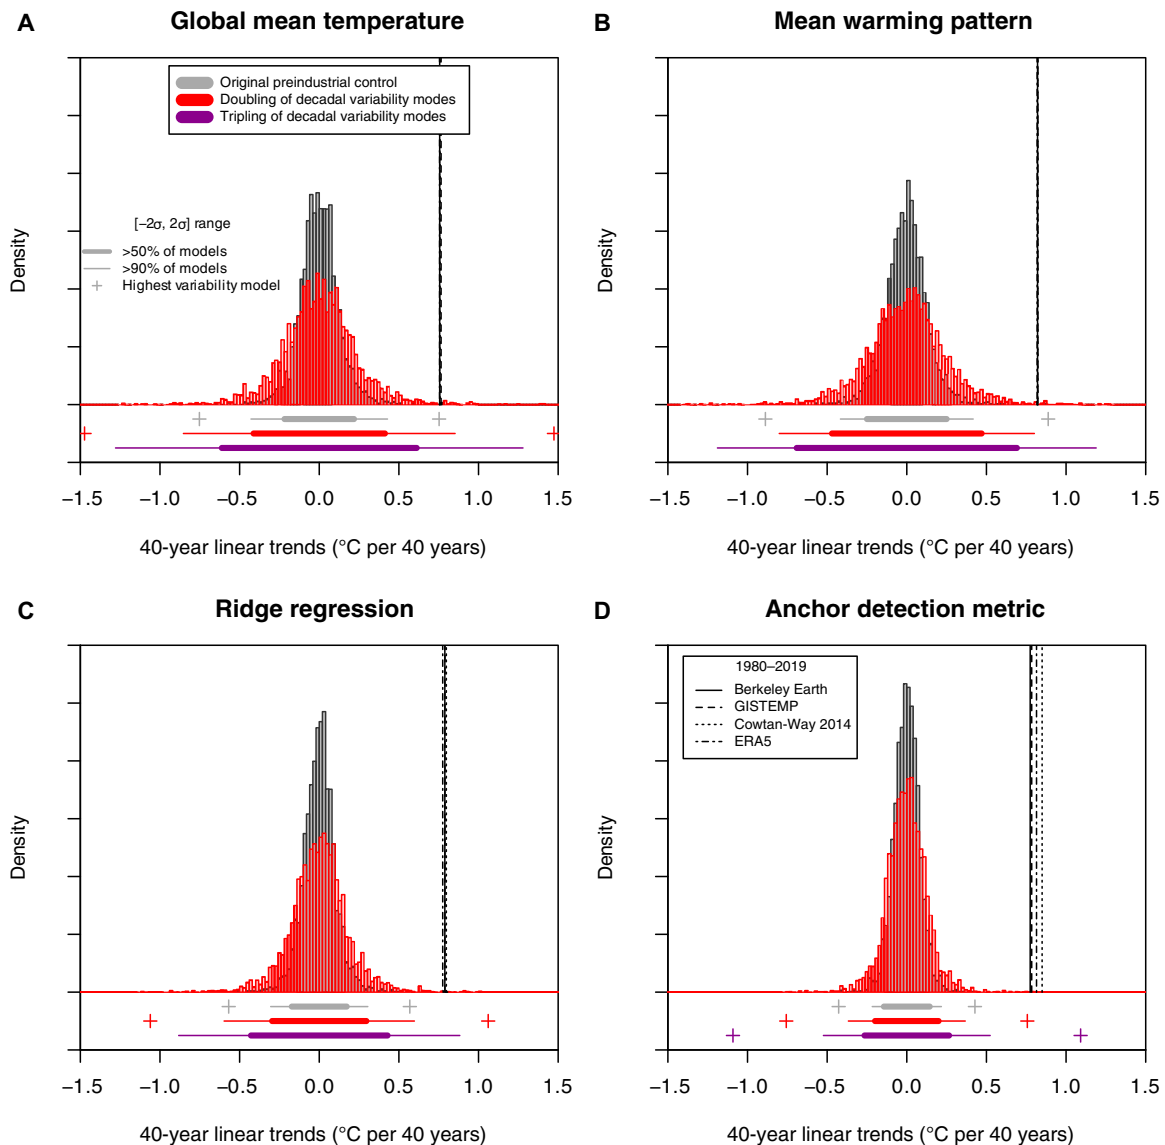 A
Global mean temperature
Original preindustrial control
Doubling of decadal variability modes
Tripling of decadal variability modes
[−2σ, 2σ] range
>50% of models
>90% of models
Highest variability model
Density
−1.5 −1.0 −0.5 0.0 0.5 1.0 1.5
40-year linear trends (°C per 40 years)
B
Mean warming pattern
Density
−1.5 −1.0 −0.5 0.0 0.5 1.0 1.5
40-year linear trends (°C per 40 years)
C
Ridge regression
Density
−1.5 −1.0 −0.5 0.0 0.5 1.0 1.5
40-year linear trends (°C per 40 years)
D
Anchor detection metric
1980–2019
Berkeley Earth
GISTEMP
Cowtan-Way 2014
ERA5
Density
−1.5 −1.0 −0.5 0.0 0.5 1.0 1.5
40-year linear trends (°C per 40 years)